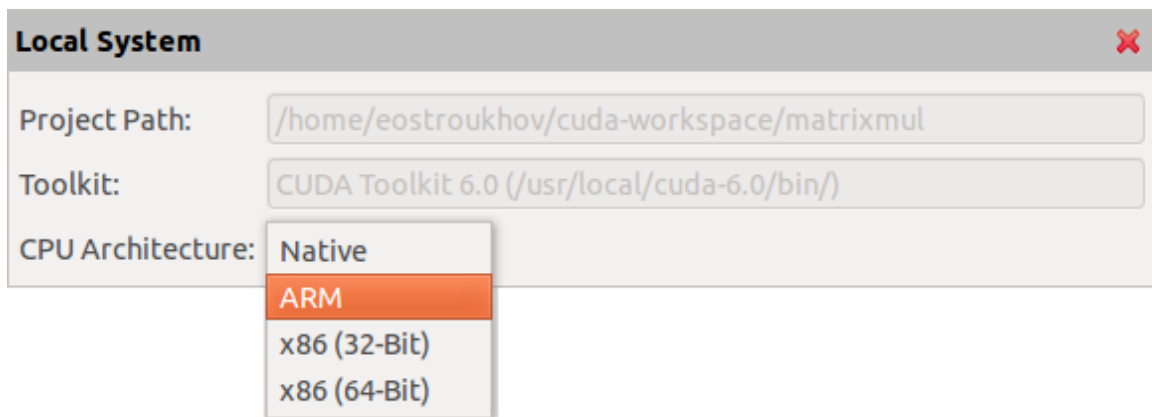 Local System
Project Path: /home/eostroukhov/cuda-workspace/matrixmul
Toolkit: CUDA Toolkit 6.0 (/usr/local/cuda-6.0/bin/)
CPU Architecture: Native
ARM
x86 (32-Bit)
x86 (64-Bit)